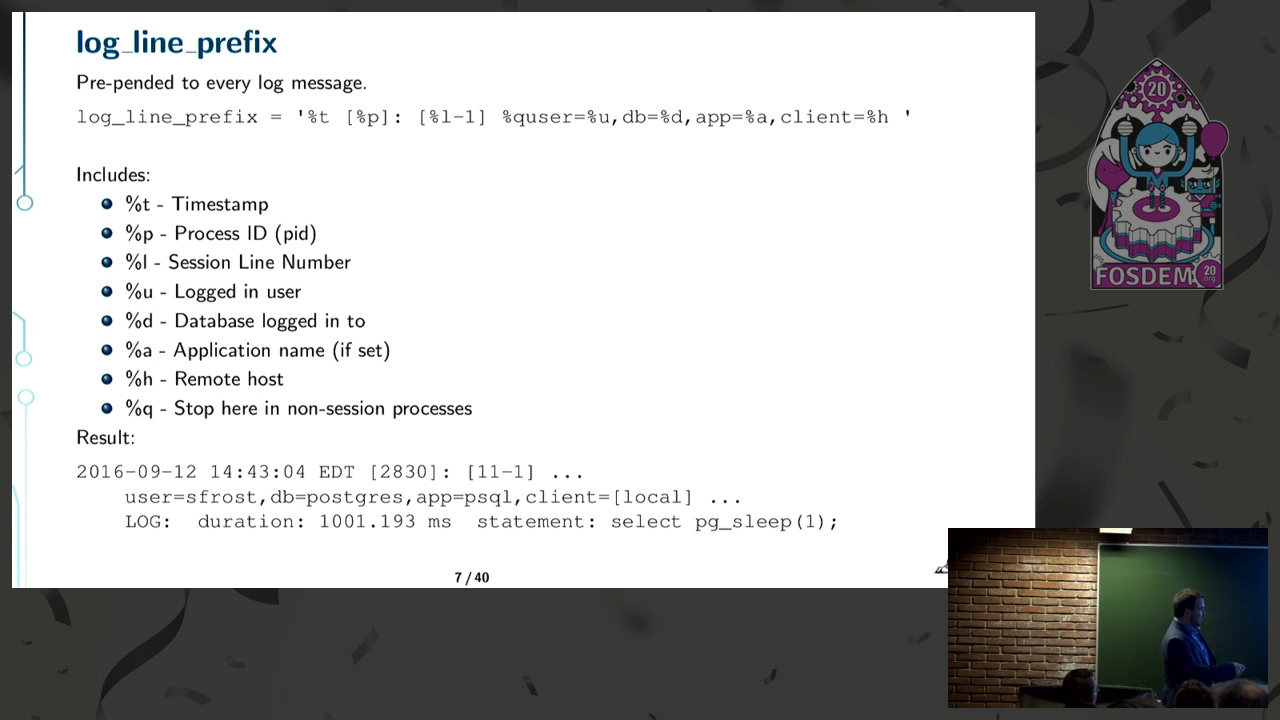 log_line_prefix
Pre-pended to every log message.
log_line_prefix = '%t [%p]: [%l-1] %quser=%u,db=%d,app=%a,client=%h '
Includes:
%t - Timestamp
%p - Process ID (pid)
%l - Session Line Number
%u - Logged in user
%d - Database logged in to
%a - Application name (if set)
%h - Remote host
%q - Stop here in non-session processes
Result:
2016-09-12 14:43:04 EDT [2830]: [11-1] ...
user=sfrost,db=postgres,app=psql,client=[local] ...
LOG:  duration: 1001.193 ms  statement: select pg_sleep(1);
7 / 40
20
FOSDEM
20
.org